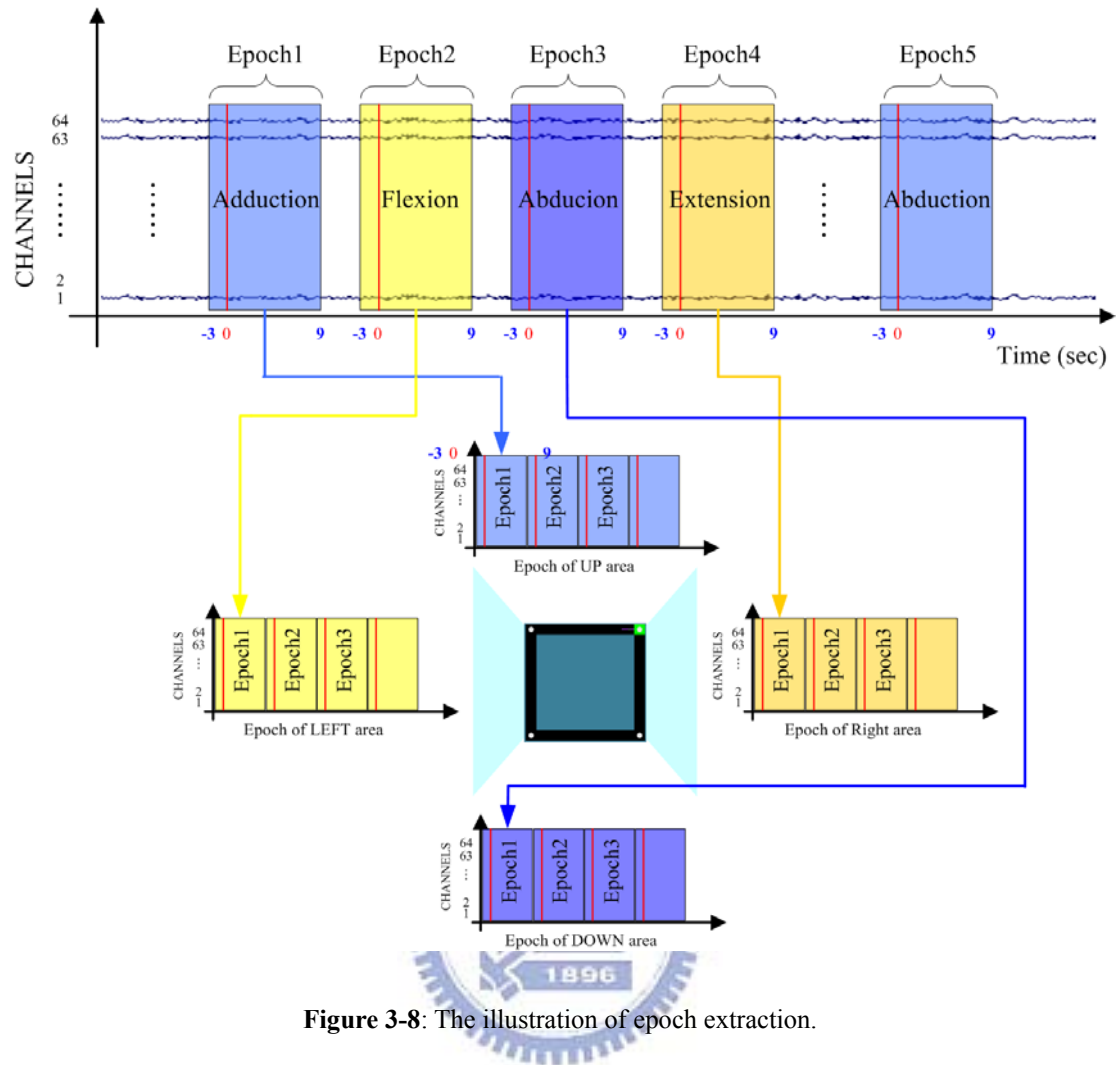 Epoch1 Epoch2 Epoch3 Epoch4 Epoch5
CHANNELS
64
63
......
......
......
2
1
Adduction Flexion Abducion Extension Abduction
-3 0 9 -3 0 9 -3 0 9 -3 0 9 -3 0 9
Time (sec)
-3 0 9
CHANNELS
64
63
...
2
1
Epoch1 Epoch2 Epoch3
Epoch of UP area
CHANNELS
64
63
...
2
1
Epoch1 Epoch2 Epoch3
Epoch of LEFT area
CHANNELS
64
63
...
2
1
Epoch1 Epoch2 Epoch3
Epoch of Right area
CHANNELS
64
63
...
2
1
Epoch1 Epoch2 Epoch3
Epoch of DOWN area
1896
Figure 3-8: The illustration of epoch extraction.